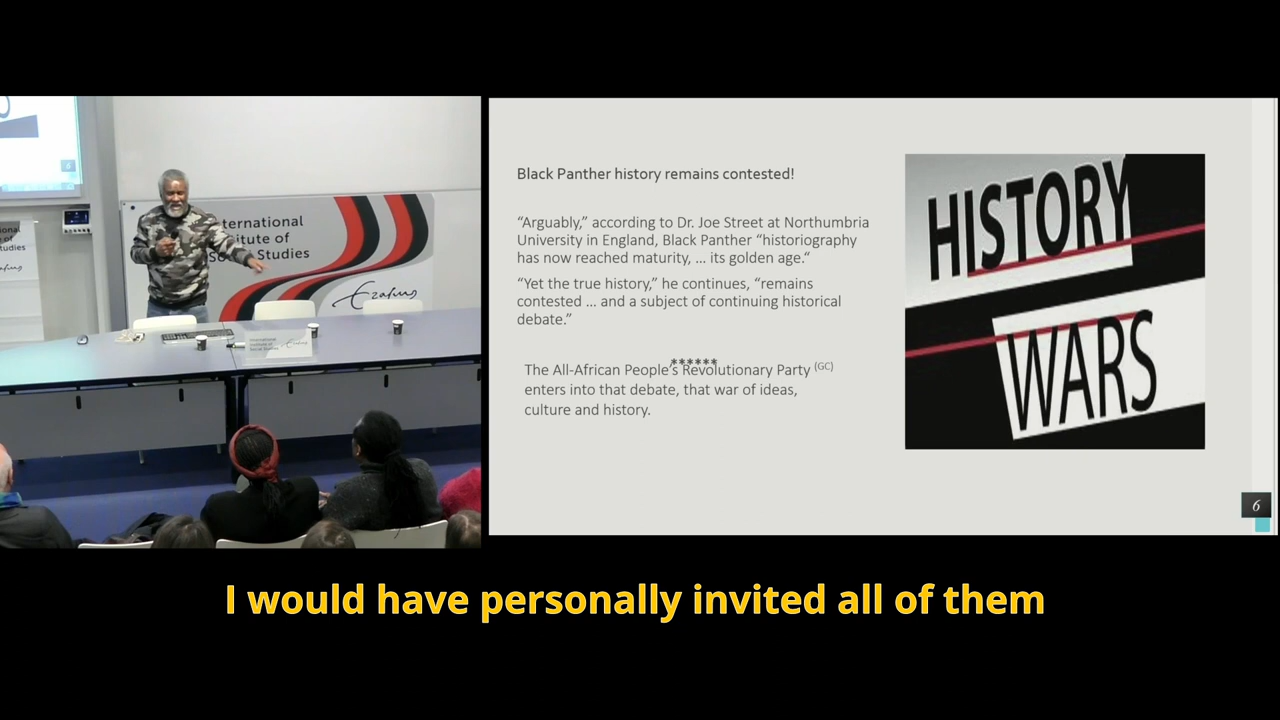 International
Institute of
Social Studies
Erasmus
Black Panther history remains contested!
“Arguably,” according to Dr. Joe Street at Northumbria
University in England, Black Panther “historiography
has now reached maturity, ... its golden age.“
“Yet the true history,” he continues, “remains
contested ... and a subject of continuing historical
debate.”
******
The All-African People’s Revolutionary Party (GC)
enters into that debate, that war of ideas,
culture and history.
HISTORY
WARS
6
I would have personally invited all of them